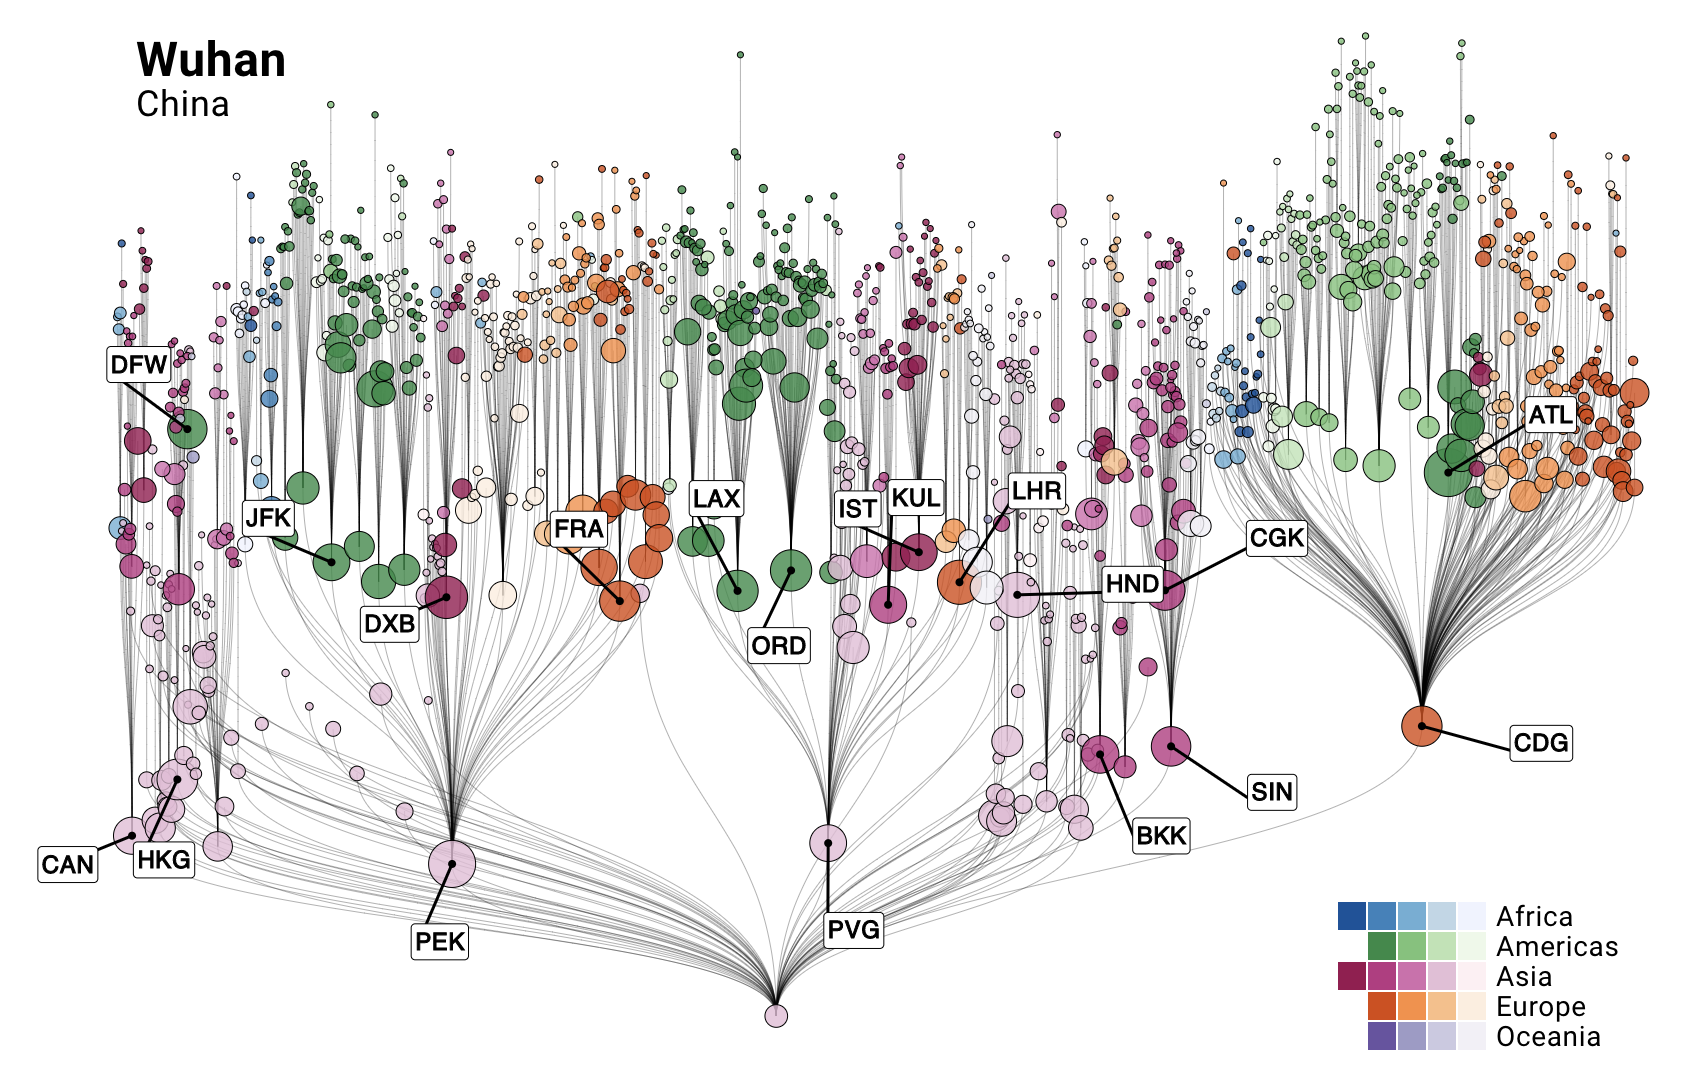 Wuhan
China
DFW
ATL
JFK
FRA
LAX
IST
KUL
LHR
CGK
HND
DXB
ORD
CDG
SIN
BKK
CAN
HKG
PEK
PVG
Africa
Americas
Asia
Europe
Oceania